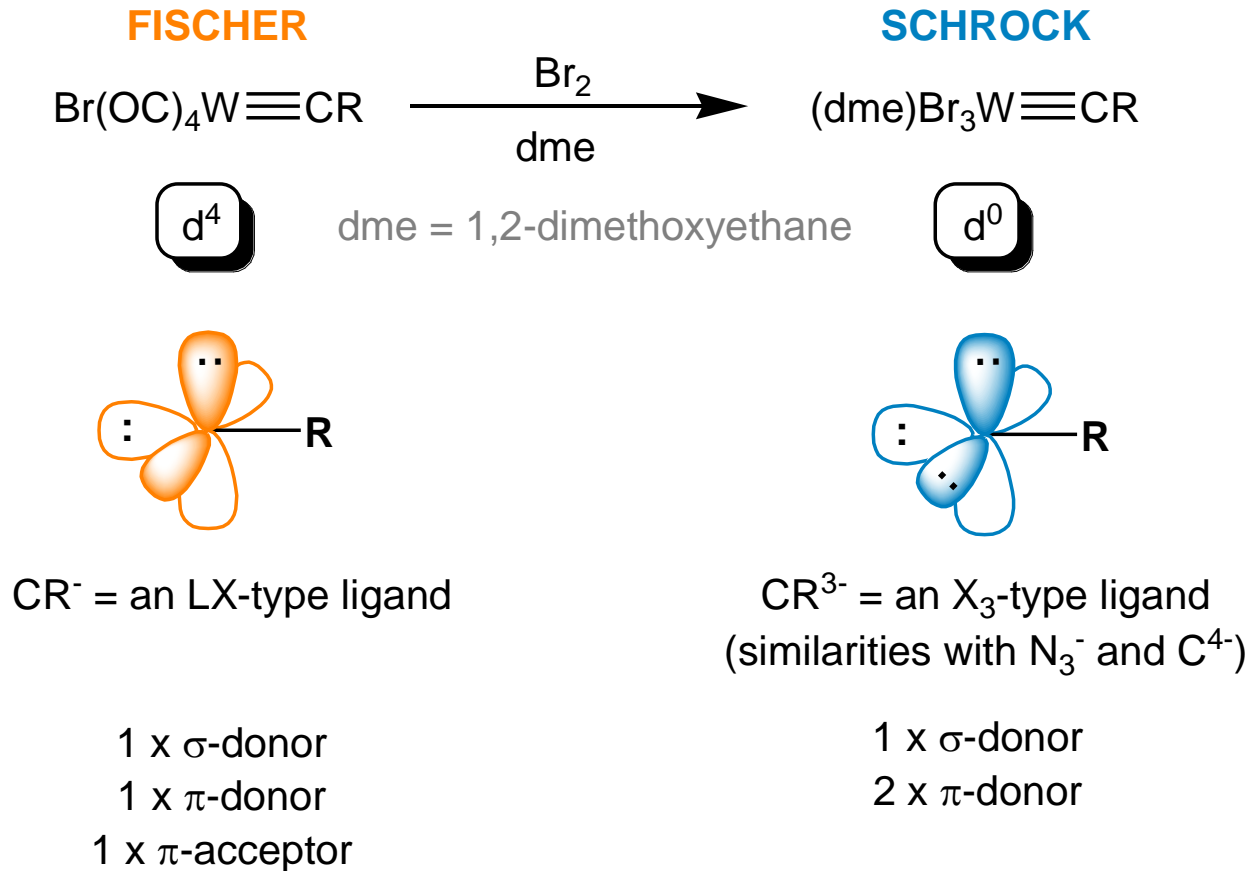 FISCHER
SCHROCK
Br(OC)₄W≡CR
Br₂
dme
(dme)Br₃W≡CR
d⁴
dme = 1,2-dimethoxyethane
d⁰
R
R
CR⁻ = an LX-type ligand
CR³⁻ = an X₃-type ligand
(similarities with N₃⁻ and C⁴⁻)
1 x σ-donor
1 x π-donor
1 x π-acceptor
1 x σ-donor
2 x π-donor